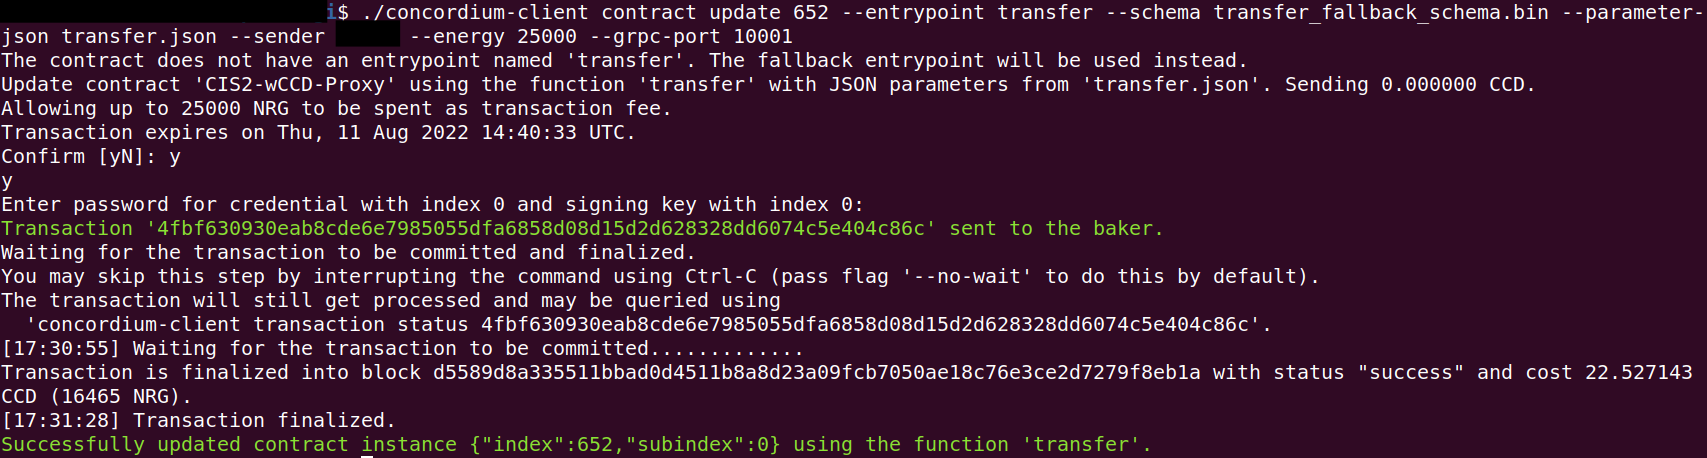 i$ ./concordium-client contract update 652 --entrypoint transfer --schema transfer_fallback_schema.bin --parameter-
json transfer.json --sender --energy 25000 --grpc-port 10001
The contract does not have an entrypoint named 'transfer'. The fallback entrypoint will be used instead.
Update contract 'CIS2-wCCD-Proxy' using the function 'transfer' with JSON parameters from 'transfer.json'. Sending 0.000000 CCD.
Allowing up to 25000 NRG to be spent as transaction fee.
Transaction expires on Thu, 11 Aug 2022 14:40:33 UTC.
Confirm [yN]: y
y
Enter password for credential with index 0 and signing key with index 0:
Transaction '4fbf630930eab8cde6e7985055dfa6858d08d15d2d628328dd6074c5e404c86c' sent to the baker.
Waiting for the transaction to be committed and finalized.
You may skip this step by interrupting the command using Ctrl-C (pass flag '--no-wait' to do this by default).
The transaction will still get processed and may be queried using
  'concordium-client transaction status 4fbf630930eab8cde6e7985055dfa6858d08d15d2d628328dd6074c5e404c86c'.
[17:30:55] Waiting for the transaction to be committed.............
Transaction is finalized into block d5589d8a335511bbad0d4511b8a8d23a09fcb7050ae18c76e3ce2d7279f8eb1a with status "success" and cost 22.527143
CCD (16465 NRG).
[17:31:28] Transaction finalized.
Successfully updated contract instance {"index":652,"subindex":0} using the function 'transfer'.